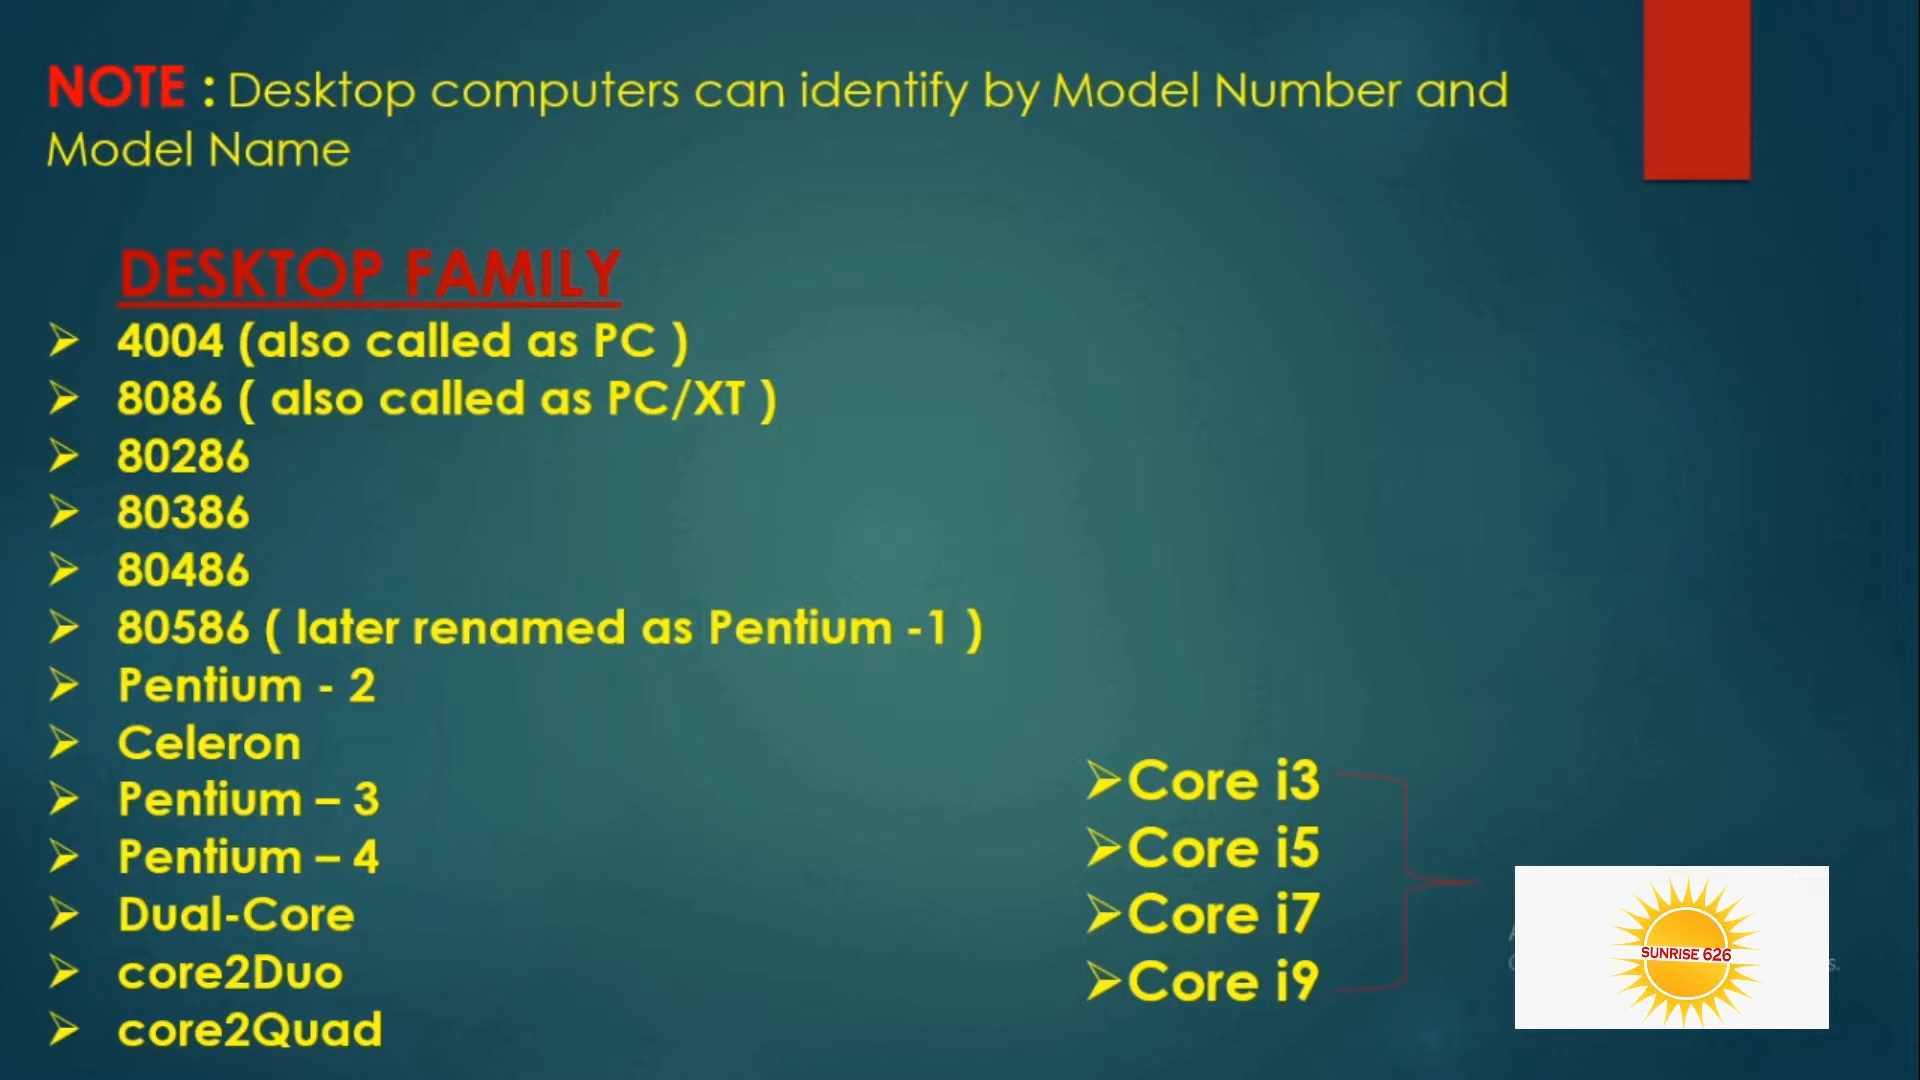 NOTE : Desktop computers can identify by Model Number and
Model Name
DESKTOP FAMILY
➢ 4004 (also called as PC )
➢ 8086 ( also called as PC/XT )
➢ 80286
➢ 80386
➢ 80486
➢ 80586 ( later renamed as Pentium -1 )
➢ Pentium - 2
➢ Celeron
➢ Pentium – 3
➢ Pentium – 4
➢ Dual-Core
➢ core2Duo
➢ core2Quad
➢Core i3
➢Core i5
➢Core i7
➢Core i9
SUNRISE 626